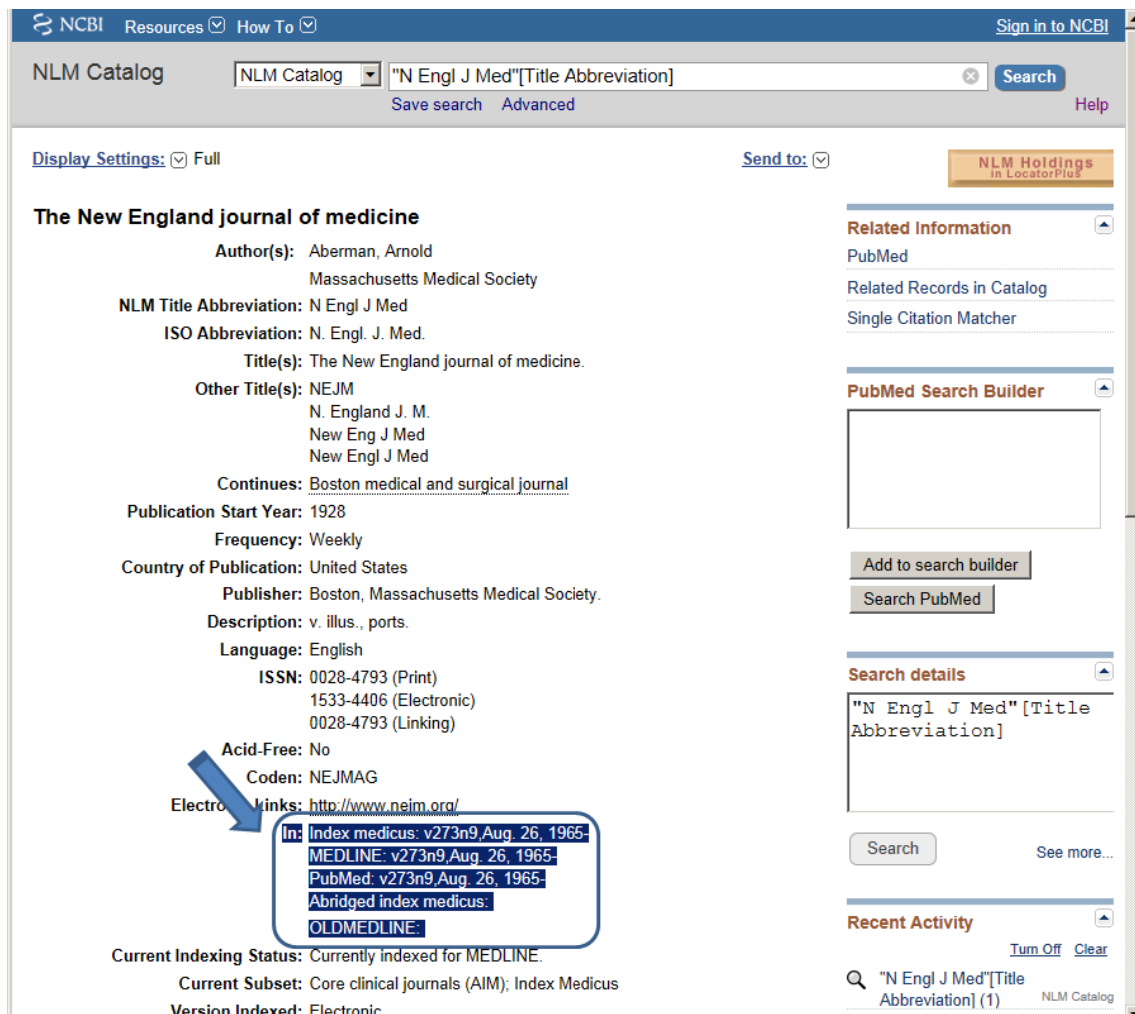 NCBI Resources How To Sign in to NCBI
NLM Catalog NLM Catalog "N Engl J Med"[Title Abbreviation] Search
Save search Advanced Help
Display Settings: Full Send to:
NLM Holdings
in LocatorPlus
The New England journal of medicine
Author(s): Aberman, Arnold
Massachusetts Medical Society
NLM Title Abbreviation: N Engl J Med
ISO Abbreviation: N. Engl. J. Med.
Title(s): The New England journal of medicine.
Other Title(s): NEJM
N. England J. M.
New Eng J Med
New Engl J Med
Continues: Boston medical and surgical journal
Publication Start Year: 1928
Frequency: Weekly
Country of Publication: United States
Publisher: Boston, Massachusetts Medical Society.
Description: v. illus., ports.
Language: English
ISSN: 0028-4793 (Print)
1533-4406 (Electronic)
0028-4793 (Linking)
Acid-Free: No
Coden: NEJMAG
Links: http://www.nejm.org/
In: Index medicus: v273n9,Aug. 26, 1965-
MEDLINE: v273n9,Aug. 26, 1965-
PubMed: v273n9,Aug. 26, 1965-
Abridged index medicus:
OLDMEDLINE:
Current Indexing Status: Currently indexed for MEDLINE.
Current Subset: Core clinical journals (AIM); Index Medicus
Version Indexed: Electronic
Related Information
PubMed
Related Records in Catalog
Single Citation Matcher
PubMed Search Builder
Add to search builder
Search PubMed
Search details
"N Engl J Med"[Title
Abbreviation]
Search See more...
Recent Activity
Turn Off Clear
"N Engl J Med"[Title
Abbreviation] (1) NLM Catalog